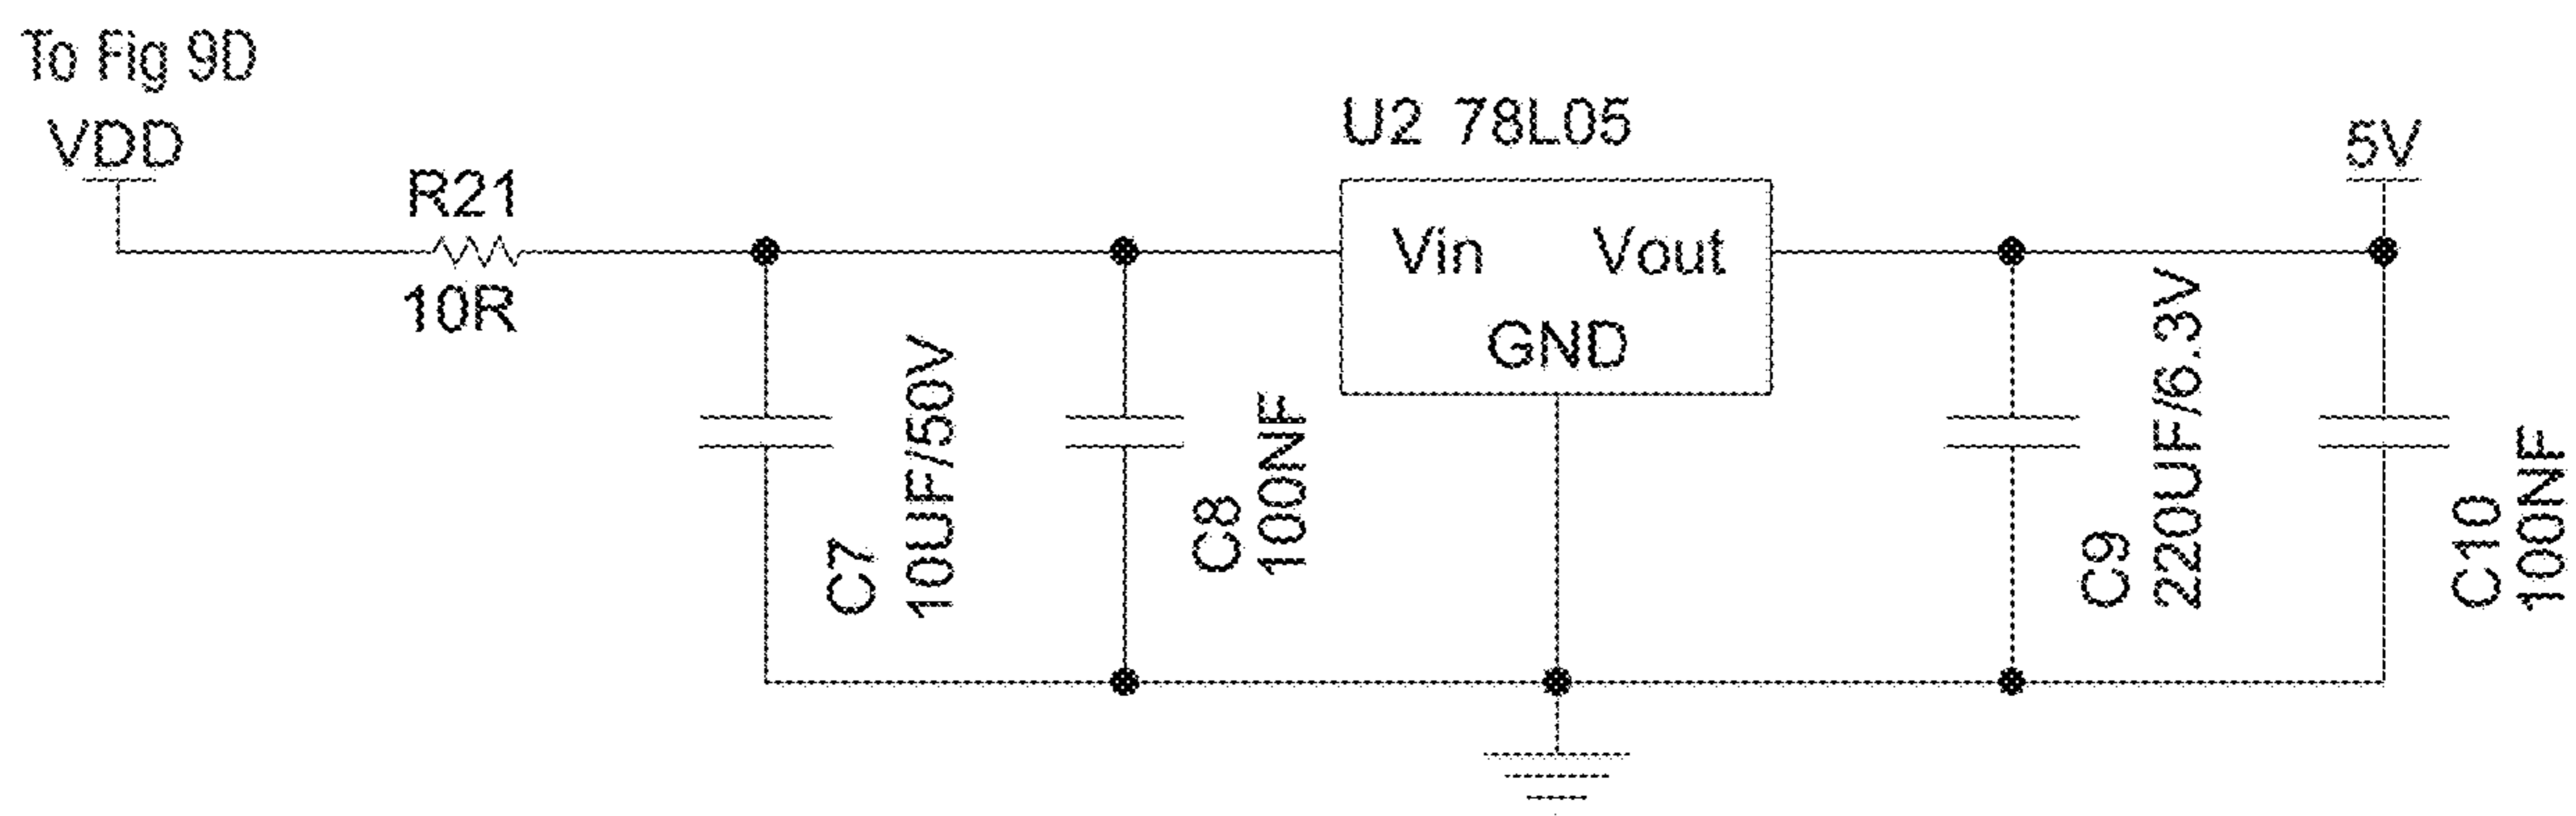 To Fig 9D
VDD
R21
10R
C7
10UF/50V
C8
100NF
U2 78L05
Vin Vout
GND
C9
220UF/6.3V
5V
C10
100NF